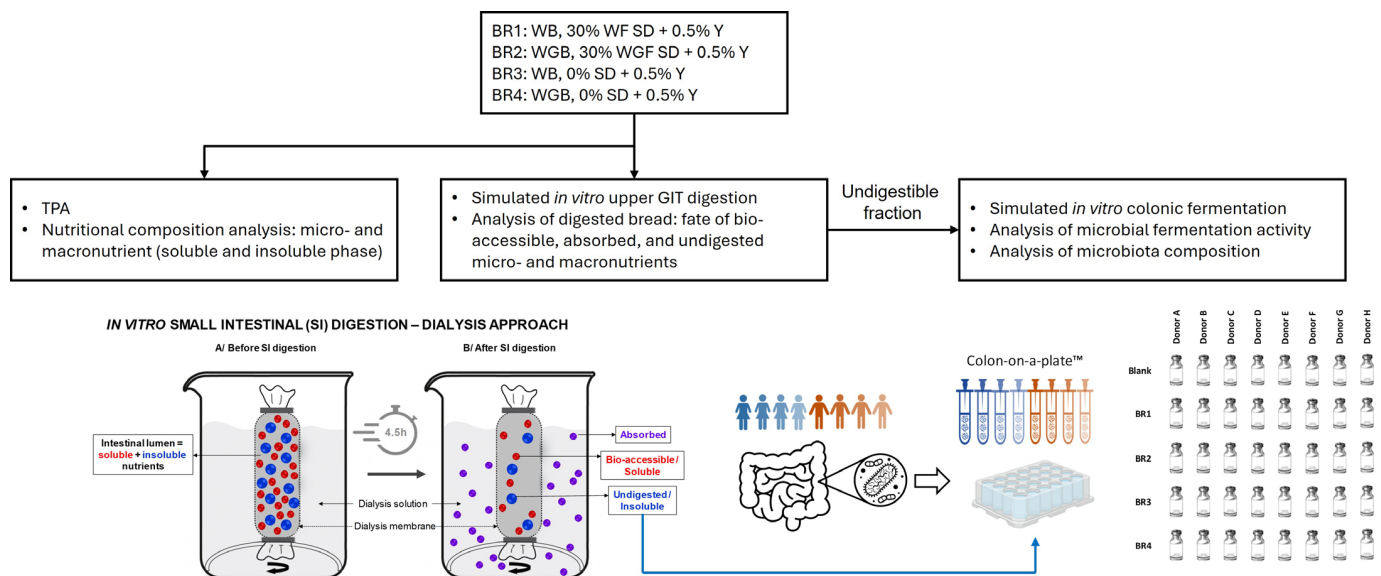 BR1: WB, 30% WF SD + 0.5% Y
BR2: WGB, 30% WGF SD + 0.5% Y
BR3: WB, 0% SD + 0.5% Y
BR4: WGB, 0% SD + 0.5% Y
• TPA
• Nutritional composition analysis: micro- and
macronutrient (soluble and insoluble phase)
• Simulated in vitro upper GIT digestion
• Analysis of digested bread: fate of bio-
accessible, absorbed, and undigested
micro- and macronutrients
Undigestible
fraction
• Simulated in vitro colonic fermentation
• Analysis of microbial fermentation activity
• Analysis of microbiota composition
IN VITRO SMALL INTESTINAL (SI) DIGESTION – DIALYSIS APPROACH
A/ Before SI digestion
B/ After SI digestion
4.5h
Intestinal lumen =
soluble + insoluble
nutrients
Dialysis solution
Dialysis membrane
Absorbed
Bio-accessible/
Soluble
Undigested/
Insoluble
Colon-on-a-plate™
Donor A
Donor B
Donor C
Donor D
Donor E
Donor F
Donor G
Donor H
Blank
BR1
BR2
BR3
BR4